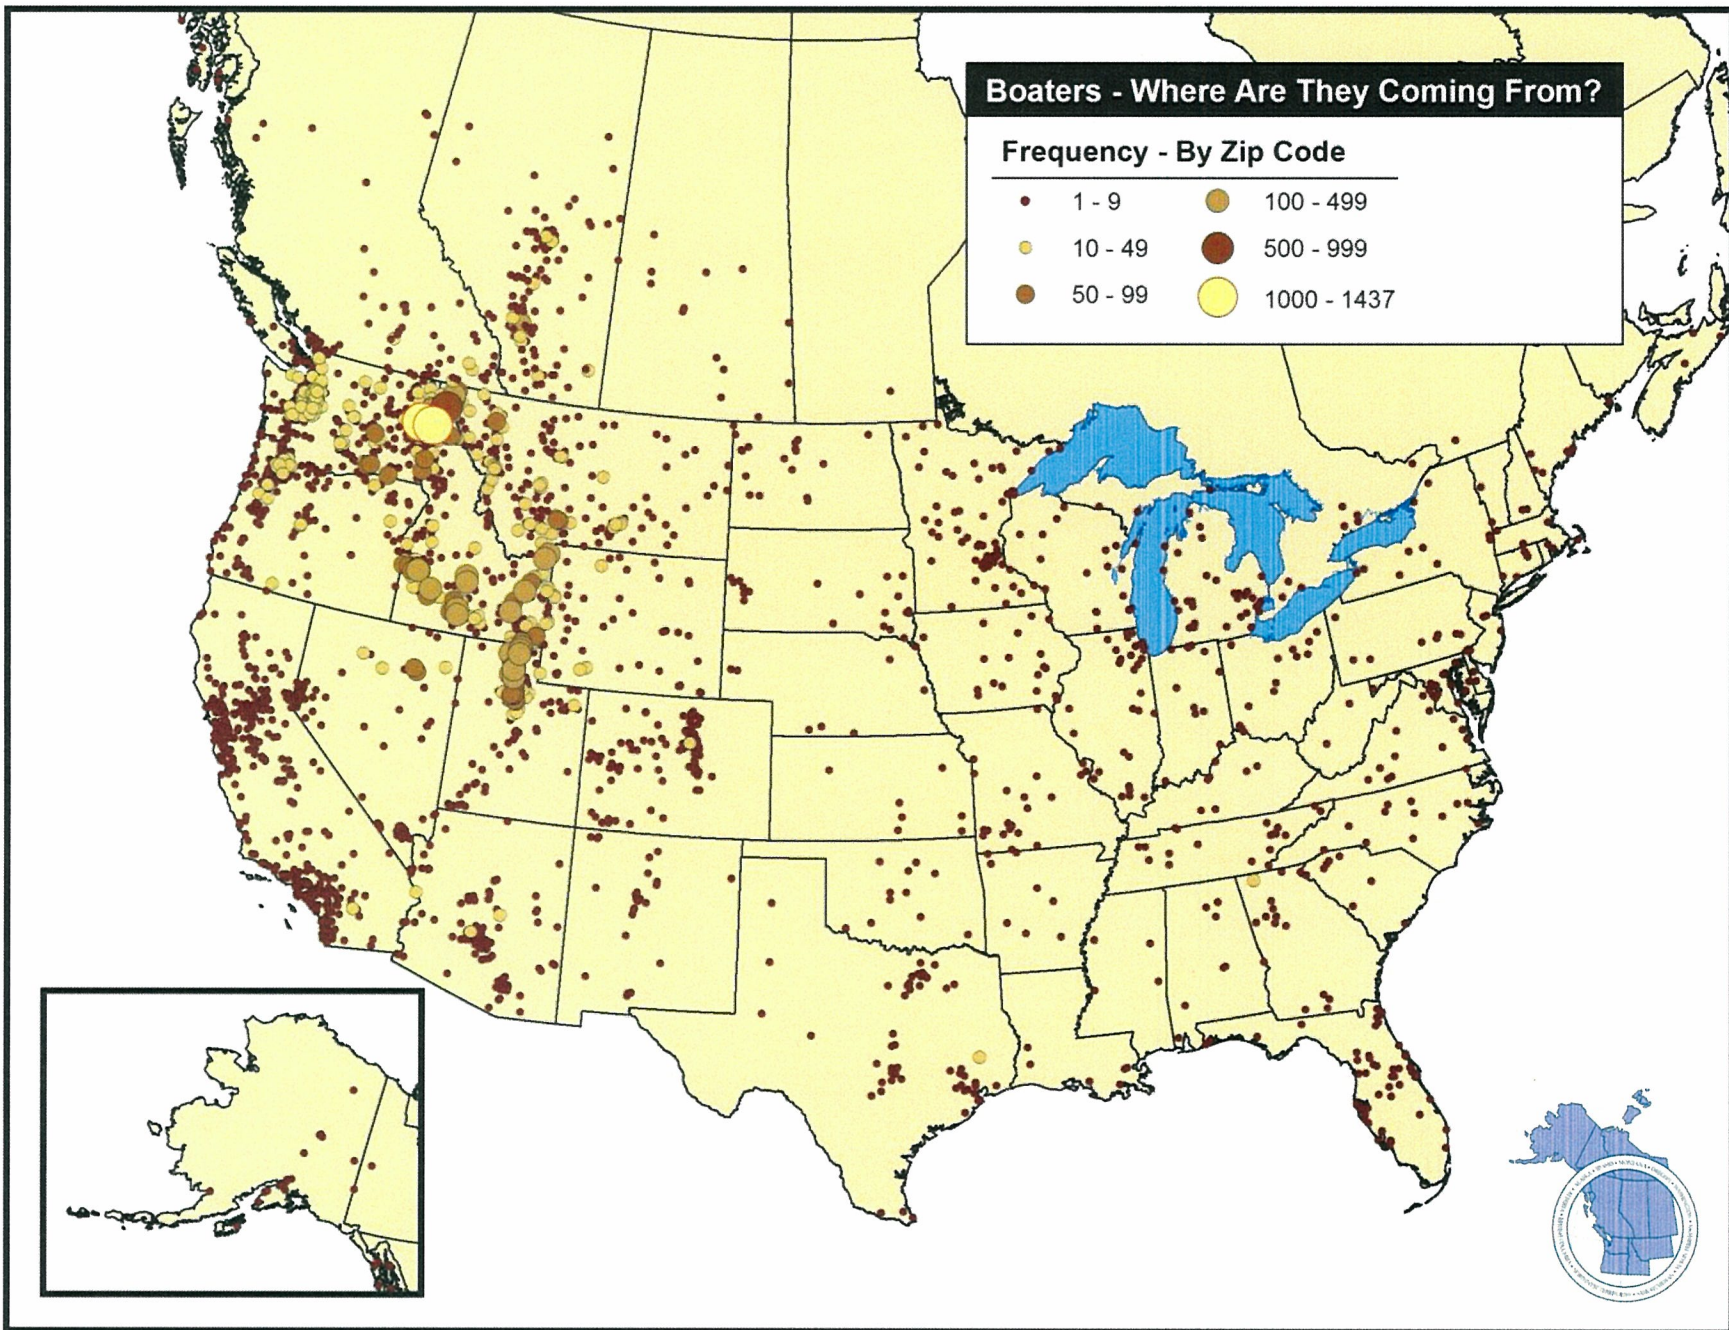 Boaters - Where Are They Coming From?
Frequency - By Zip Code
1 - 9
100 - 499
10 - 49
500 - 999
50 - 99
1000 - 1437